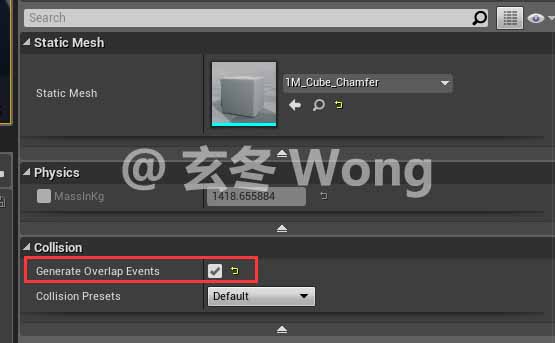 Search
Static Mesh
Static Mesh
1M_Cube_Chamfer
Physics
@ 玄冬 Wong
MassInKg
1418.655884
Collision
Generate Overlap Events
Collision Presets
Default